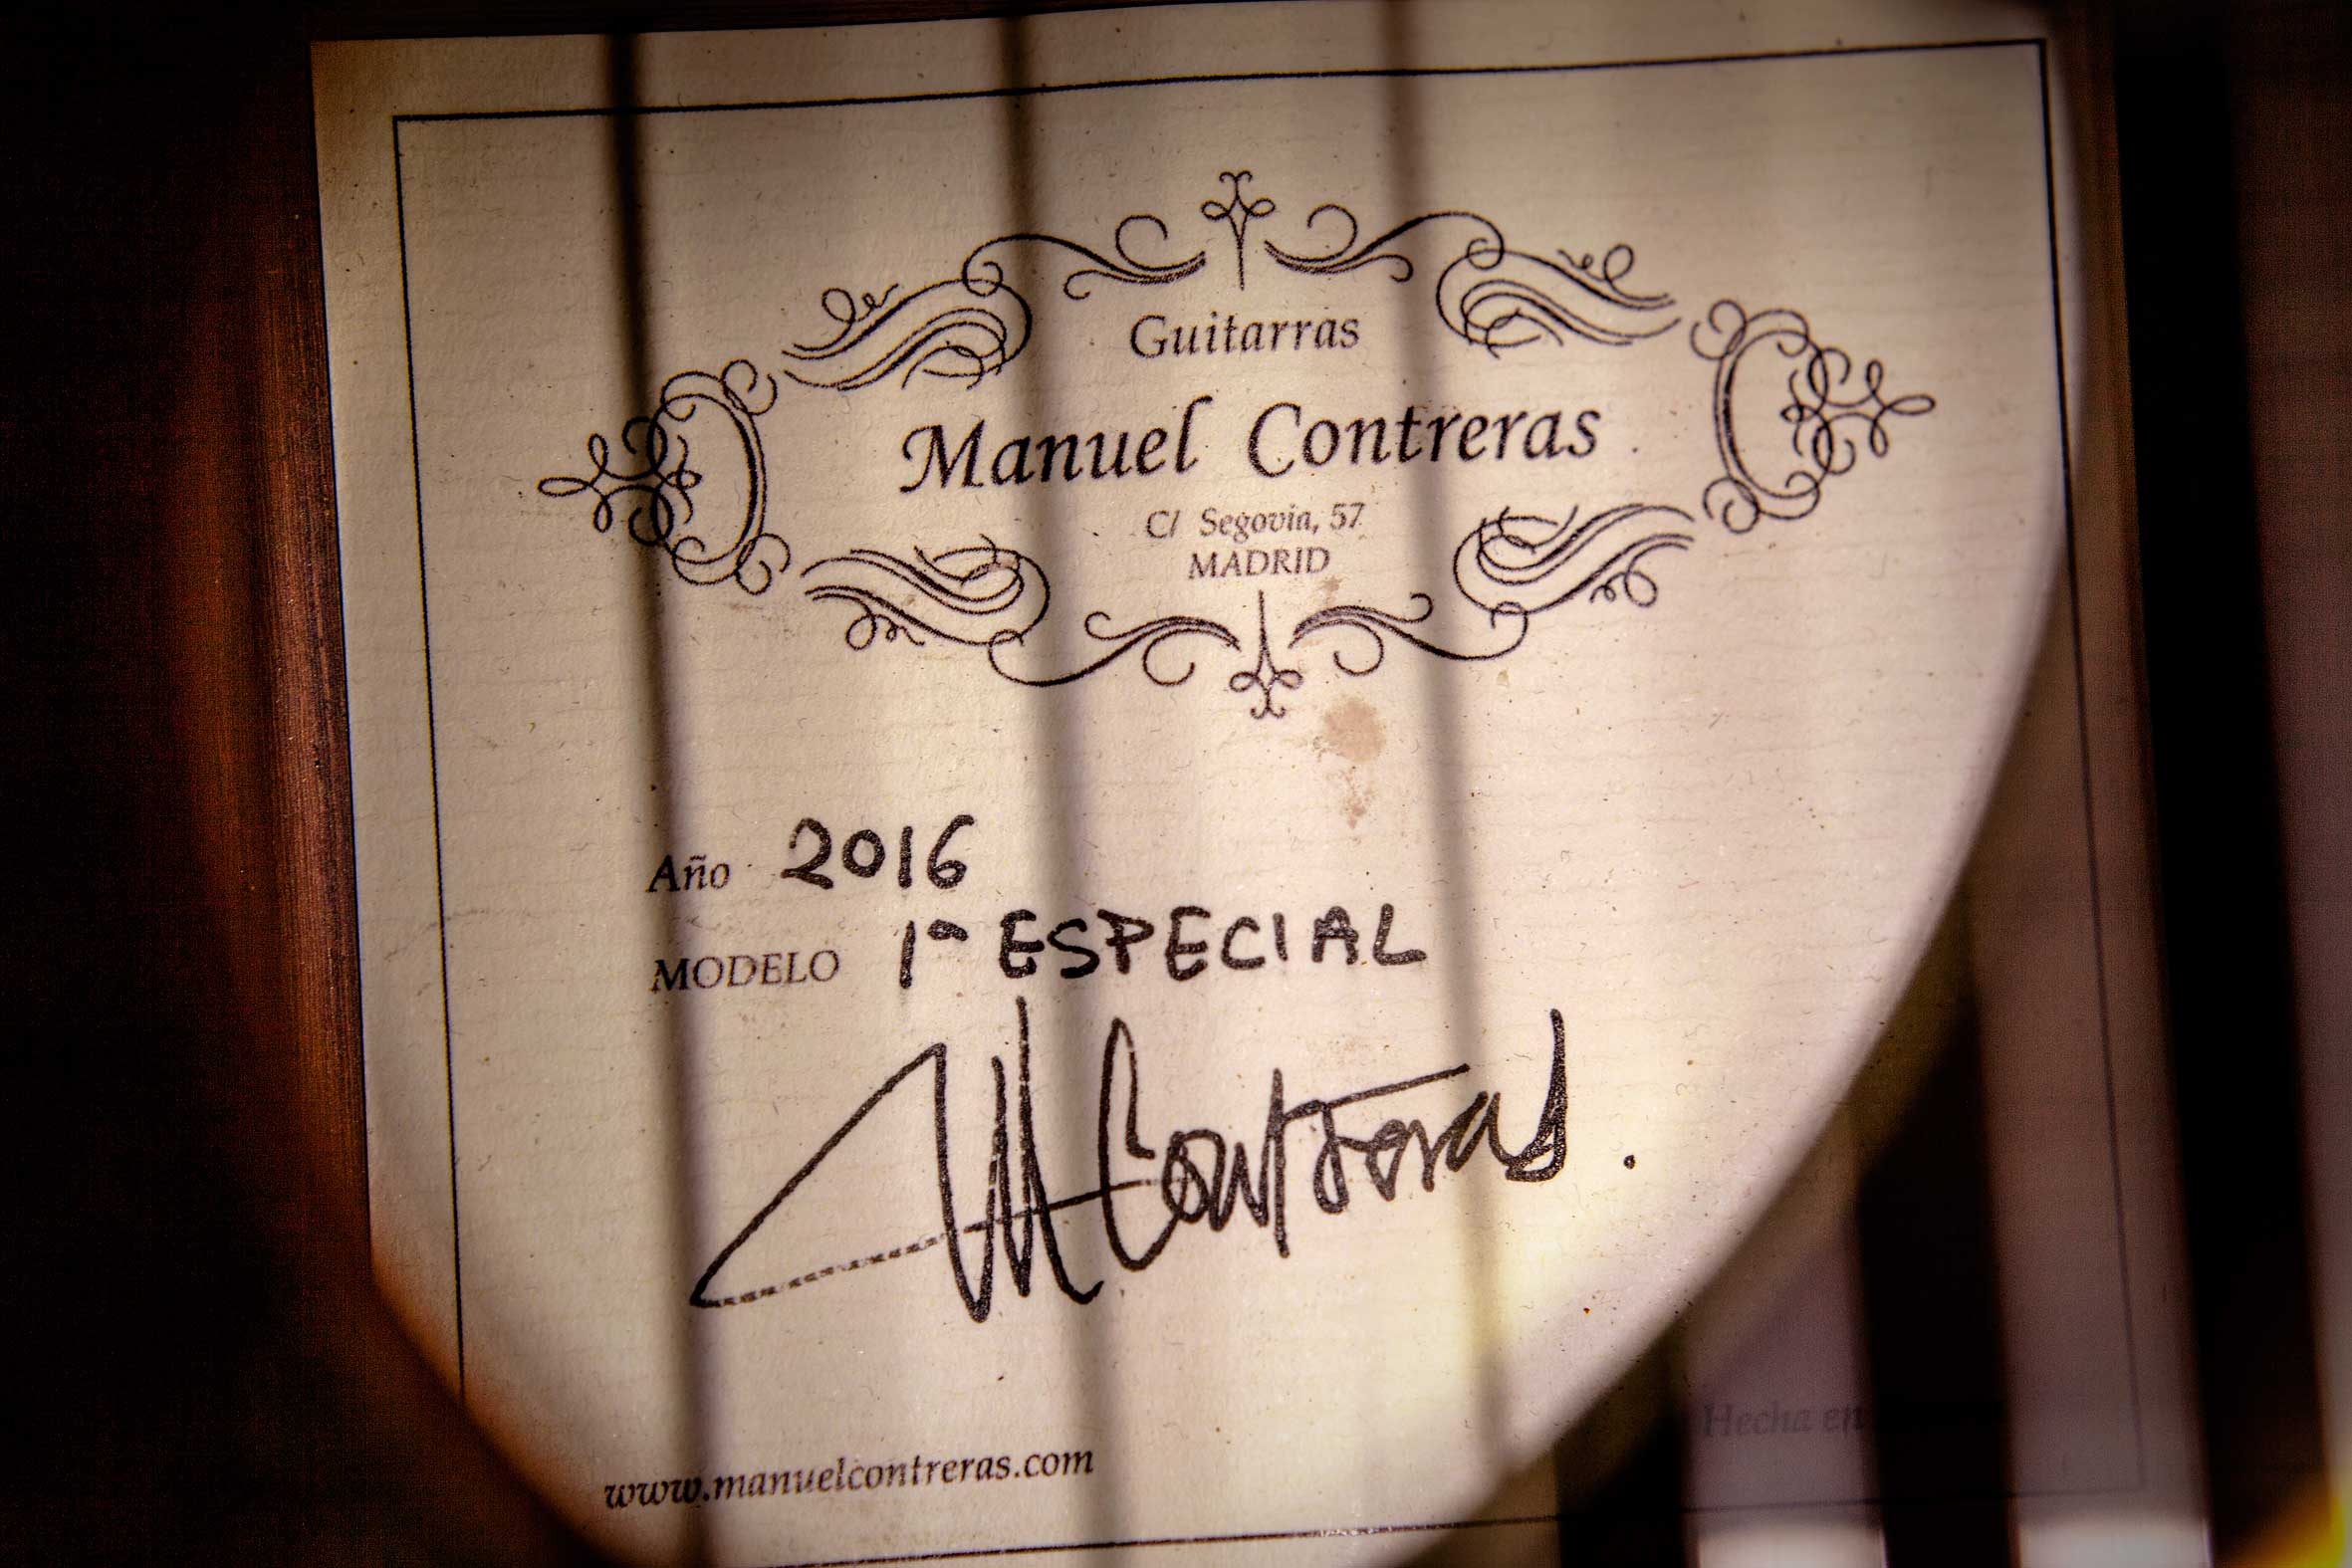 Guitarras
Manuel Contreras
C/ Segovia, 57
MADRID
Año 2016
MODELO 1ª ESPECIAL
M Contreras.
www.manuelcontreras.com
Hecha en